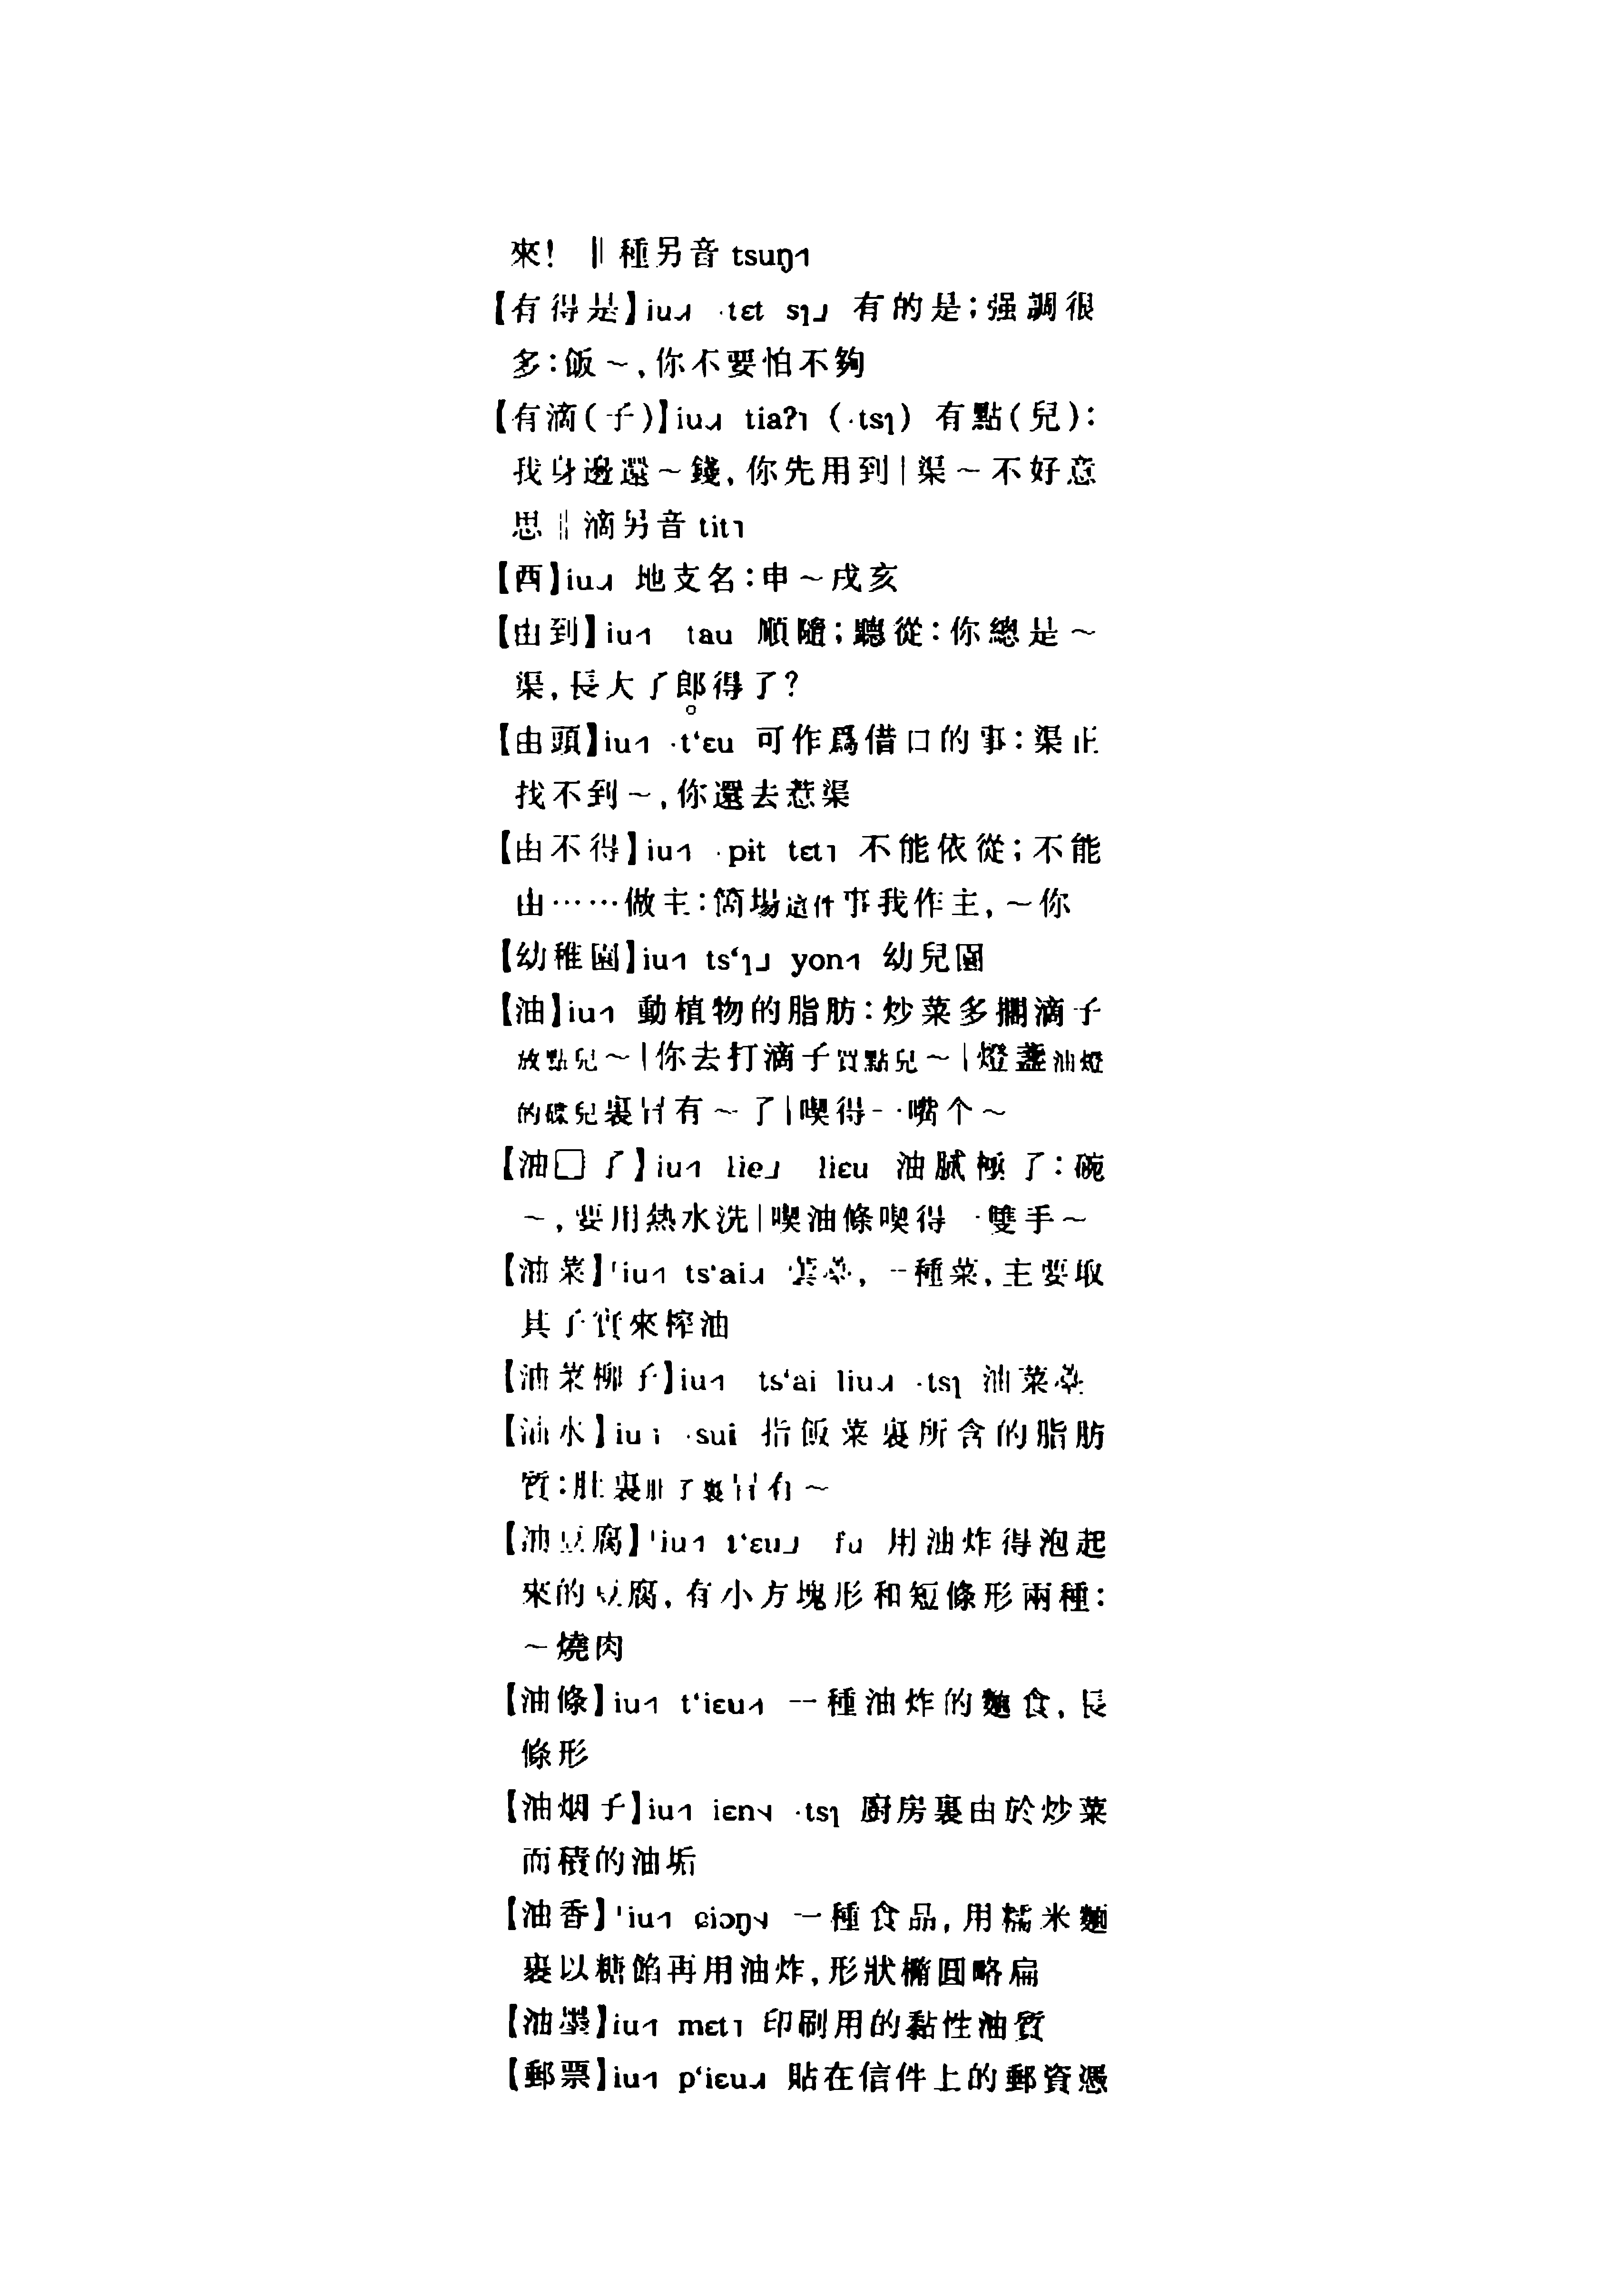 來！‖種另音 tsuŋ˧˥
【有得是】iu˨˩˧ ·tɛt sɿ˩ 有的是；强調很
多：飯～，你不要怕不夠
【有滴（子）】iu tiaʔ˥ （·tsɿ） 有點（兒）：
我身邊還～錢，你先用到|渠～不好意
思‖滴另音 tit˥
【酉】iu 地支名：申～戌亥
【由到】iu tau 順隨；聽從：你總是～
渠，長大了郎得了？
【由頭】iu ·t‘ɛu 可作爲借口的事：渠正
找不到～，你還去惹渠
【由不得】iu ·pit tɛt˥ 不能依從；不能
由……做主：箇場這件事我作主，～你
【幼稚園】iu ts‘ɿ˩ yon 幼兒園
【油】iu 動植物的脂肪：炒菜多擱滴子
放點兒～|你去打滴子買點兒～|燈盞油燈
的碟兒裏冇有～了|喫得一嘴个～
【油□了】iu lie˩ liɛu 油膩極了：碗
～，要用熱水洗|喫油條喫得一雙手～
【油菜】ˈiu ts‘ai 蕓薹，一種菜，主要取
其子實來榨油
【油菜柳子】iu ts‘ai liu ·tsɿ 油菜薹
【油水】iu ·sui 指飯菜裏所含的脂肪
質：肚裏肚子裏冇有～
【油豆腐】ˈiu t‘ɛu˩ fu 用油炸得泡起
來的豆腐，有小方塊形和短條形兩種：
～燒肉
【油條】iu t‘iɛu 一種油炸的麵食，長
條形
【油烟子】iu iɛn ·tsɿ 廚房裏由於炒菜
而積的油垢
【油香】ˈiu ɕiɔŋ 一種食品，用糯米麵
裹以糖餡再用油炸，形狀橢圓略扁
【油墨】iu mɛt˥ 印刷用的黏性油質
【郵票】iu p‘iɛu 貼在信件上的郵資憑